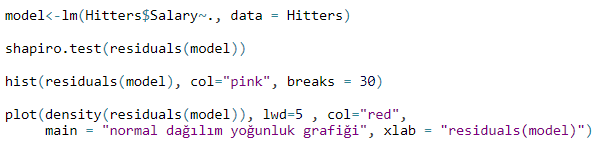 model<-lm(Hitters$Salary~., data = Hitters)
shapiro.test(residuals(model))
hist(residuals(model), col="pink", breaks = 30)
plot(density(residuals(model)), lwd=5 , col="red",
main = "normal dağılım yoğunluk grafiği", xlab = "residuals(model)")